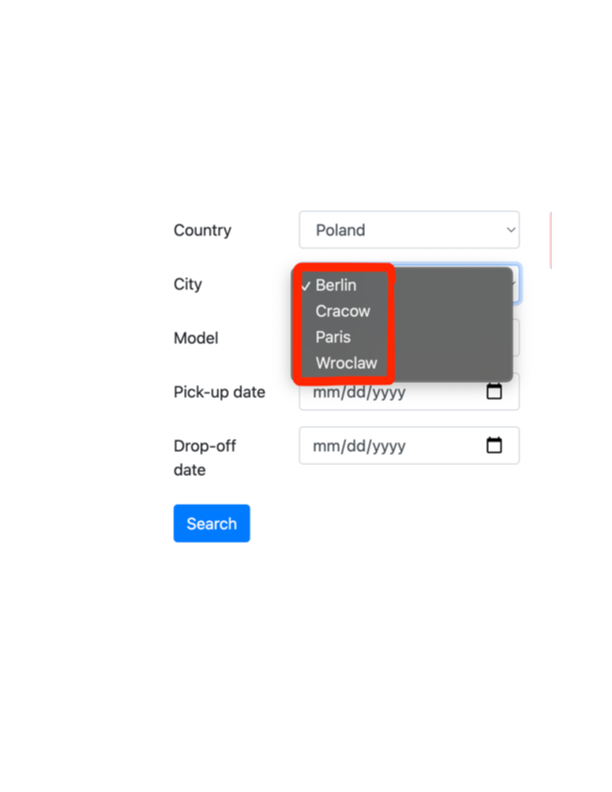 Country
Poland
City
✓ Berlin
Cracow
Paris
Wroclaw
Model
Pick-up date
mm/dd/yyyy
Drop-off
date
mm/dd/yyyy
Search